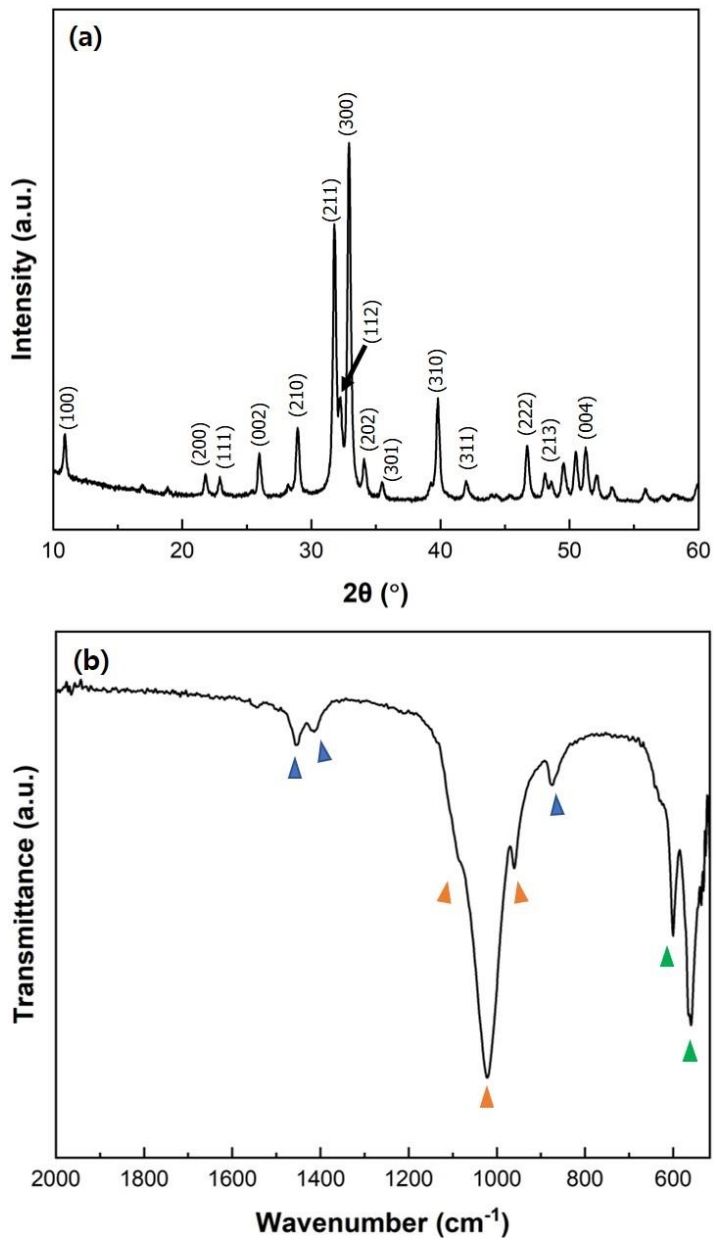 (a)
Intensity (a.u.)
(100)
(200)
(111)
(002)
(210)
(211)
(300)
(112)
(202)
(301)
(310)
(311)
(222)
(213)
(004)
10 20 30 40 50 60
2θ (°)
(b)
Transmittance (a.u.)
2000 1800 1600 1400 1200 1000 800 600
Wavenumber (cm⁻¹)